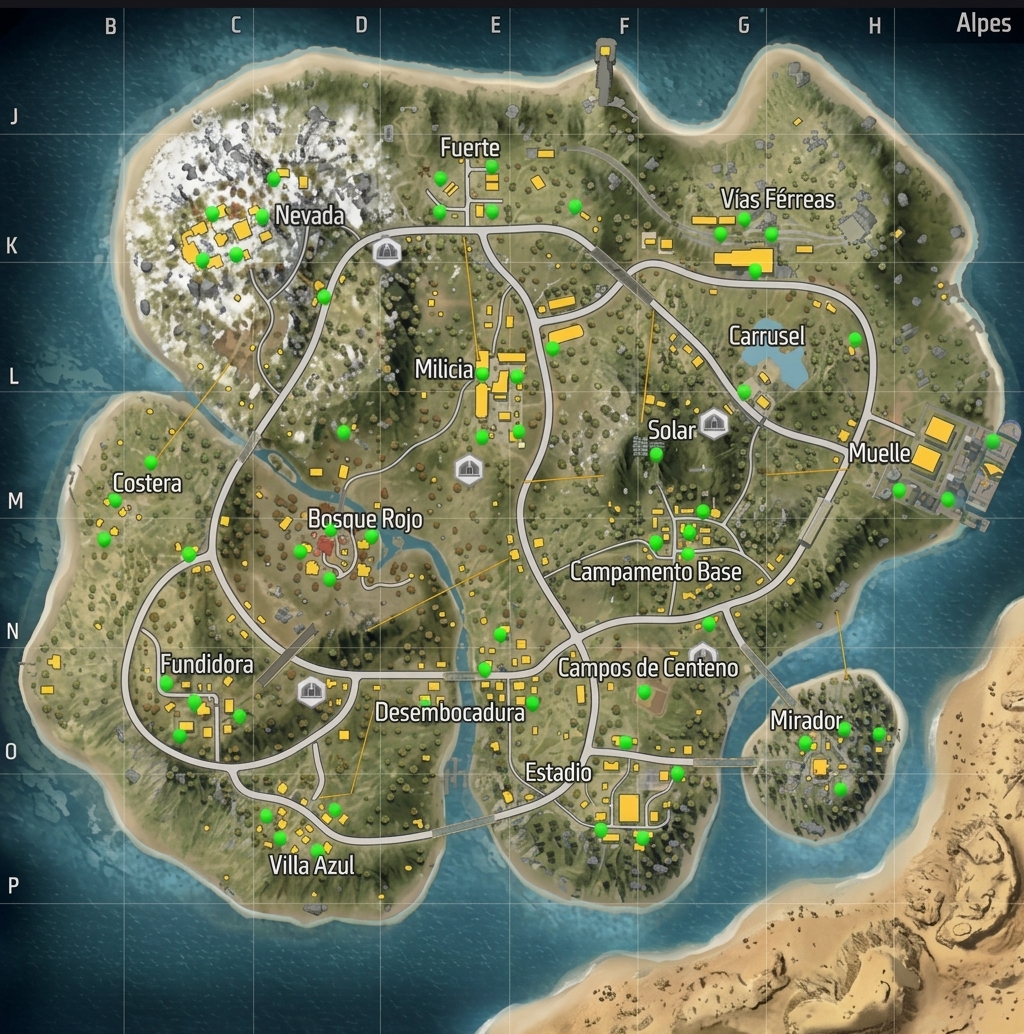 B C D E F G H Alpes
J
Fuerte
Vías Férreas
Nevada
K
Carrusel
Milicia
L
Solar
Muelle
Costera
M
Bosque Rojo
Campamento Base
N
Fundidora
Campos de Centeno
Desembocadura
Mirador
O
Estadio
Villa Azul
P